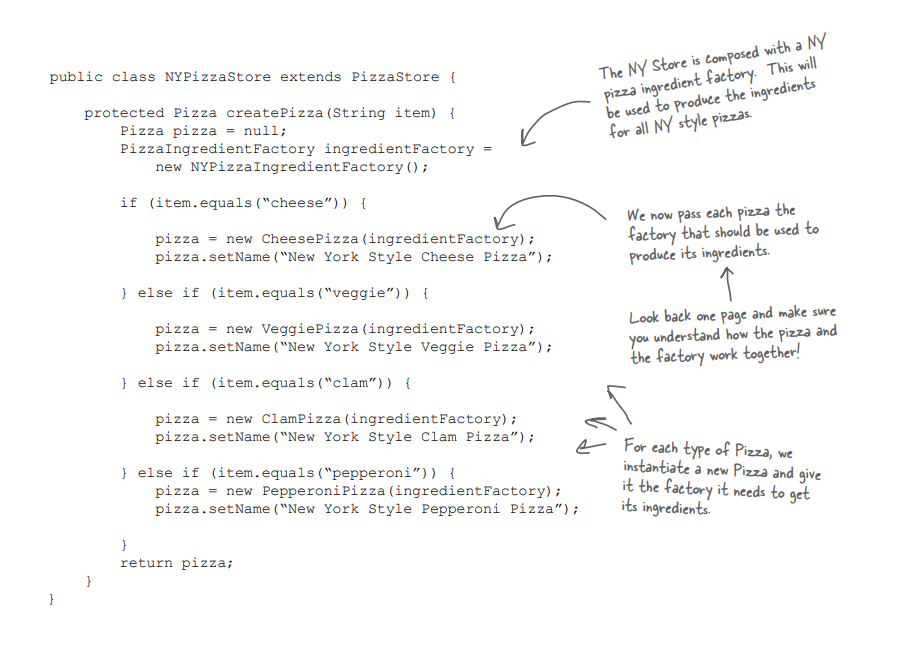 public class NYPizzaStore extends PizzaStore {
protected Pizza createPizza(String item) {
Pizza pizza = null;
PizzaIngredientFactory ingredientFactory =
new NYPizzaIngredientFactory();
if (item.equals(“cheese”)) {
pizza = new CheesePizza(ingredientFactory);
pizza.setName(“New York Style Cheese Pizza”);
} else if (item.equals(“veggie”)) {
pizza = new VeggiePizza(ingredientFactory);
pizza.setName(“New York Style Veggie Pizza”);
} else if (item.equals(“clam”)) {
pizza = new ClamPizza(ingredientFactory);
pizza.setName(“New York Style Clam Pizza”);
} else if (item.equals(“pepperoni”)) {
pizza = new PepperoniPizza(ingredientFactory);
pizza.setName(“New York Style Pepperoni Pizza”);
}
return pizza;
}
}
The NY Store is composed with a NY
pizza ingredient factory. This will
be used to produce the ingredients
for all NY style pizzas.
We now pass each pizza the
factory that should be used to
produce its ingredients.
Look back one page and make sure
you understand how the pizza and
the factory work together!
For each type of Pizza, we
instantiate a new Pizza and give
it the factory it needs to get
its ingredients.